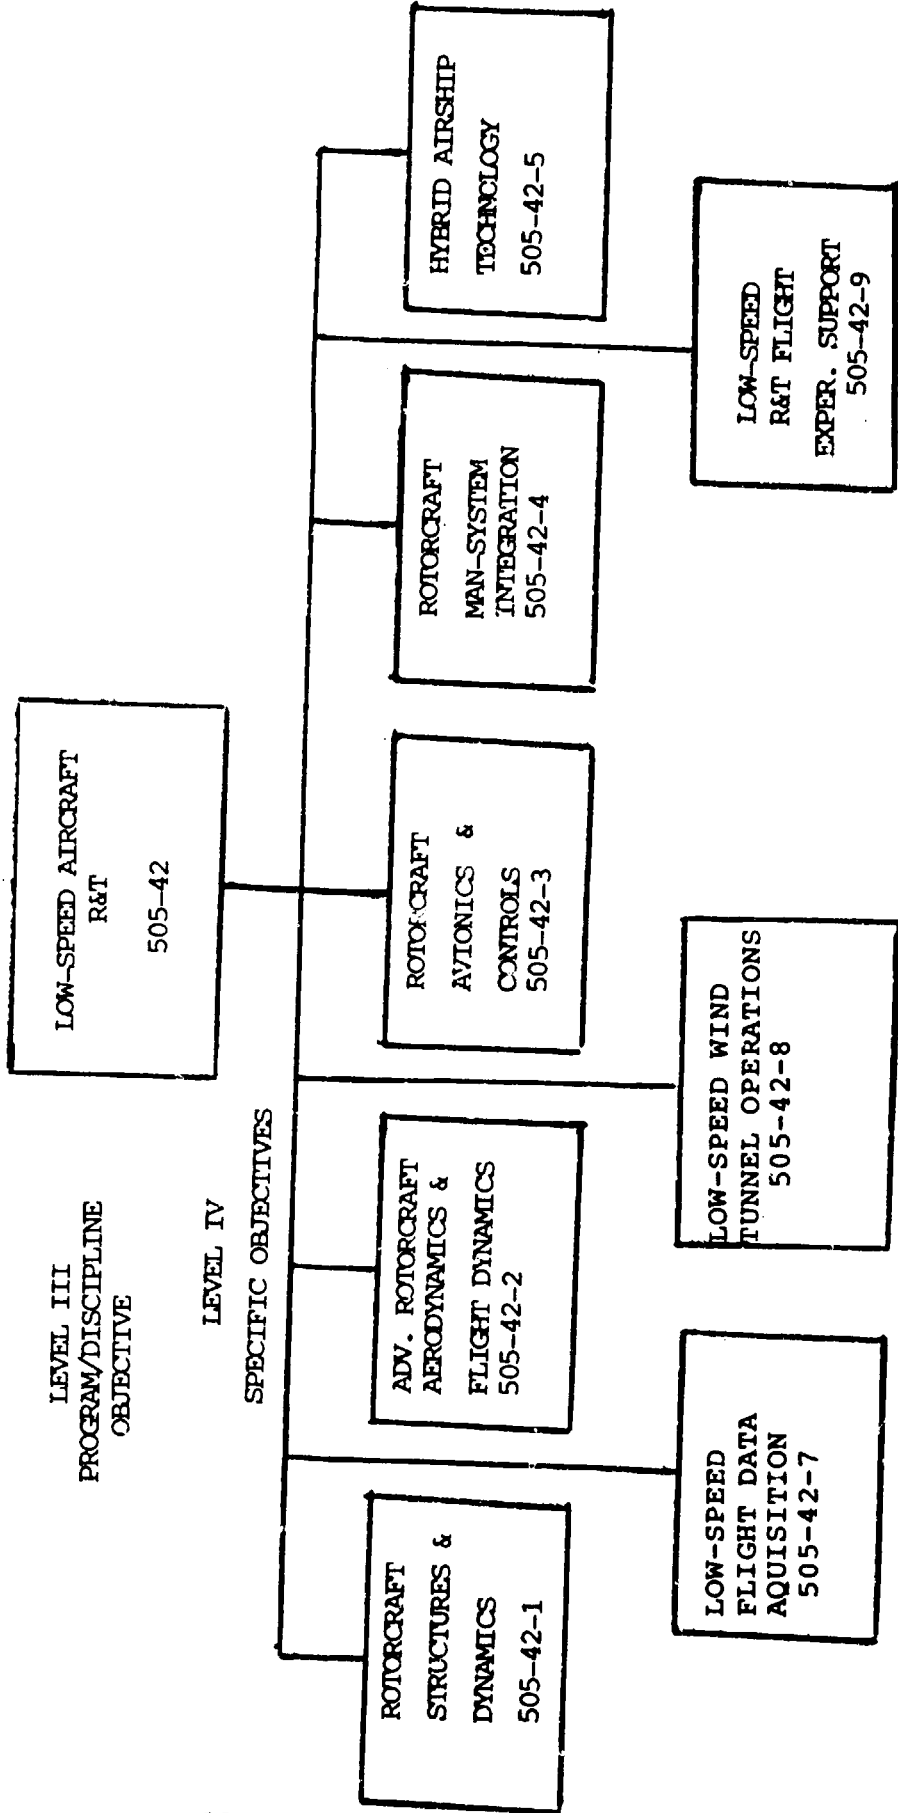 LEVEL III
PROGRAM/DISCIPLINE
OBJECTIVE
LOW-SPEED AIRCRAFT
R&T
505-42
LEVEL IV
SPECIFIC OBJECTIVES
ROTORCRAFT
STRUCTURES &
DYNAMICS
505-42-1
ADV. ROTORCRAFT
AERODYNAMICS &
FLIGHT DYNAMICS
505-42-2
ROTORCRAFT
AVIONICS &
CONTROLS
505-42-3
ROTORCRAFT
MAN-SYSTEM
INTEGRATION
505-42-4
HYBRID AIRSHIP
TECHNOLOGY
505-42-5
LOW-SPEED
FLIGHT DATA
AQUISITION
505-42-7
LOW-SPEED WIND
TUNNEL OPERATIONS
505-42-8
LOW-SPEED
R&T FLIGHT
EXPER. SUPPORT
505-42-9